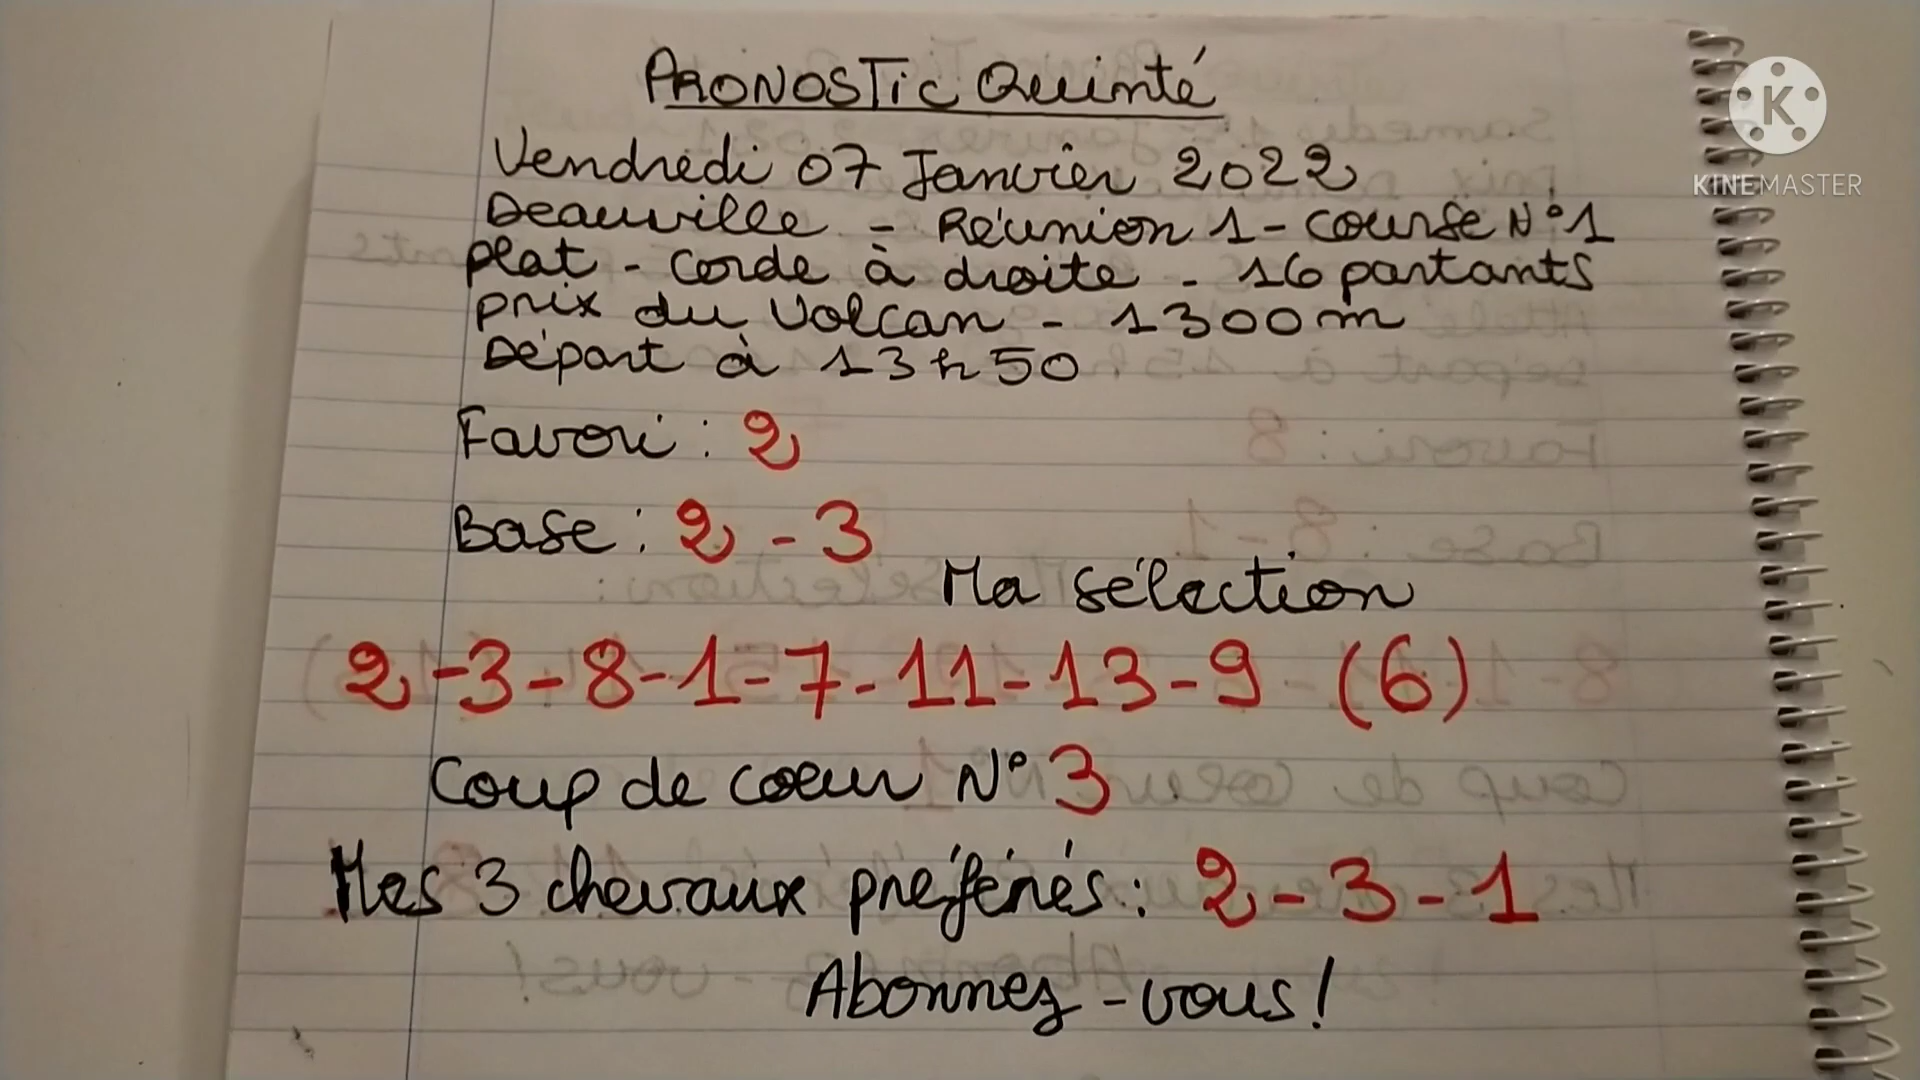 PRONOSTIC Quinté
Vendredi 07 Janvier 2022
Deauville - Réunion 1 - course N°1
plat - Corde à droite - 16 partants
prix du Volcan - 1300m
Départ à 13h50
Favori : 2
Base : 2 - 3
Ma sélection
2 - 3 - 8 - 1 - 7 - 11 - 13 - 9 (6)
Coup de coeur N° 3
Mes 3 chevaux préférés : 2 - 3 - 1
Abonnez-vous !
K
KINEMASTER